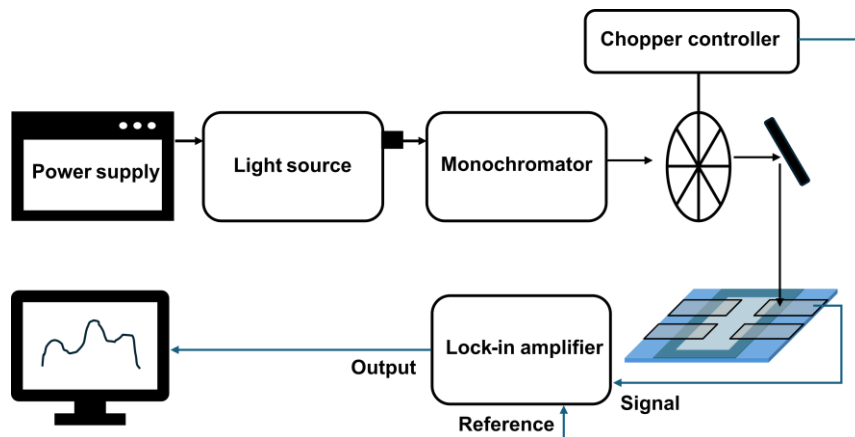 Chopper controller
Power supply
Light source
Monochromator
Lock-in amplifier
Output
Signal
Reference